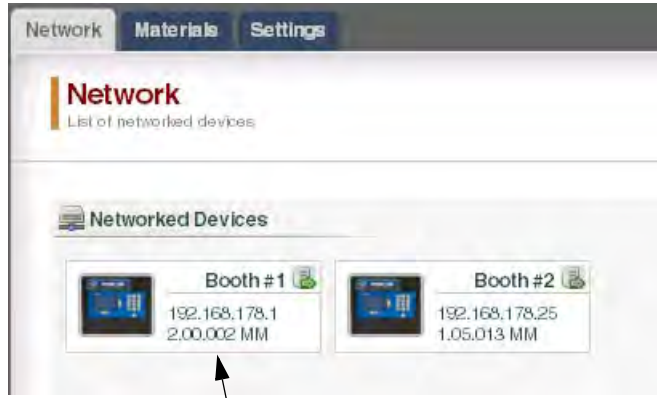 Network Materials Settings
Network
List of networked devices
Networked Devices
Booth #1
192.168.178.1
2.00.002 MM
Booth #2
192.168.178.25
1.05.013 MM